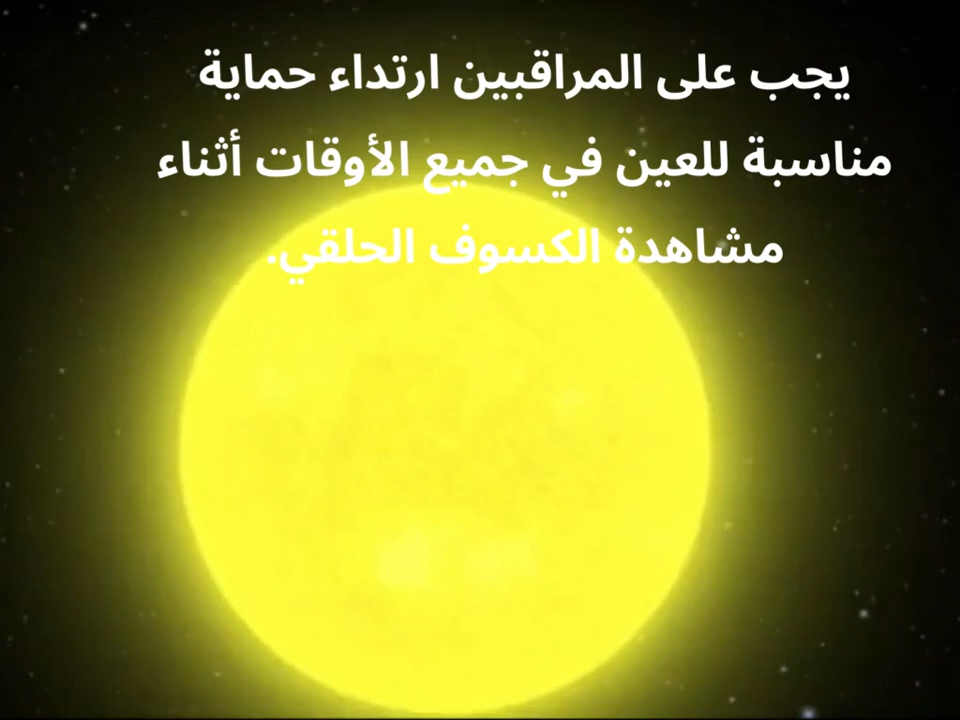 يجب على المراقبين ارتداء حماية
مناسبة للعين في جميع الأوقات أثناء
مشاهدة الكسوف الحلقي.